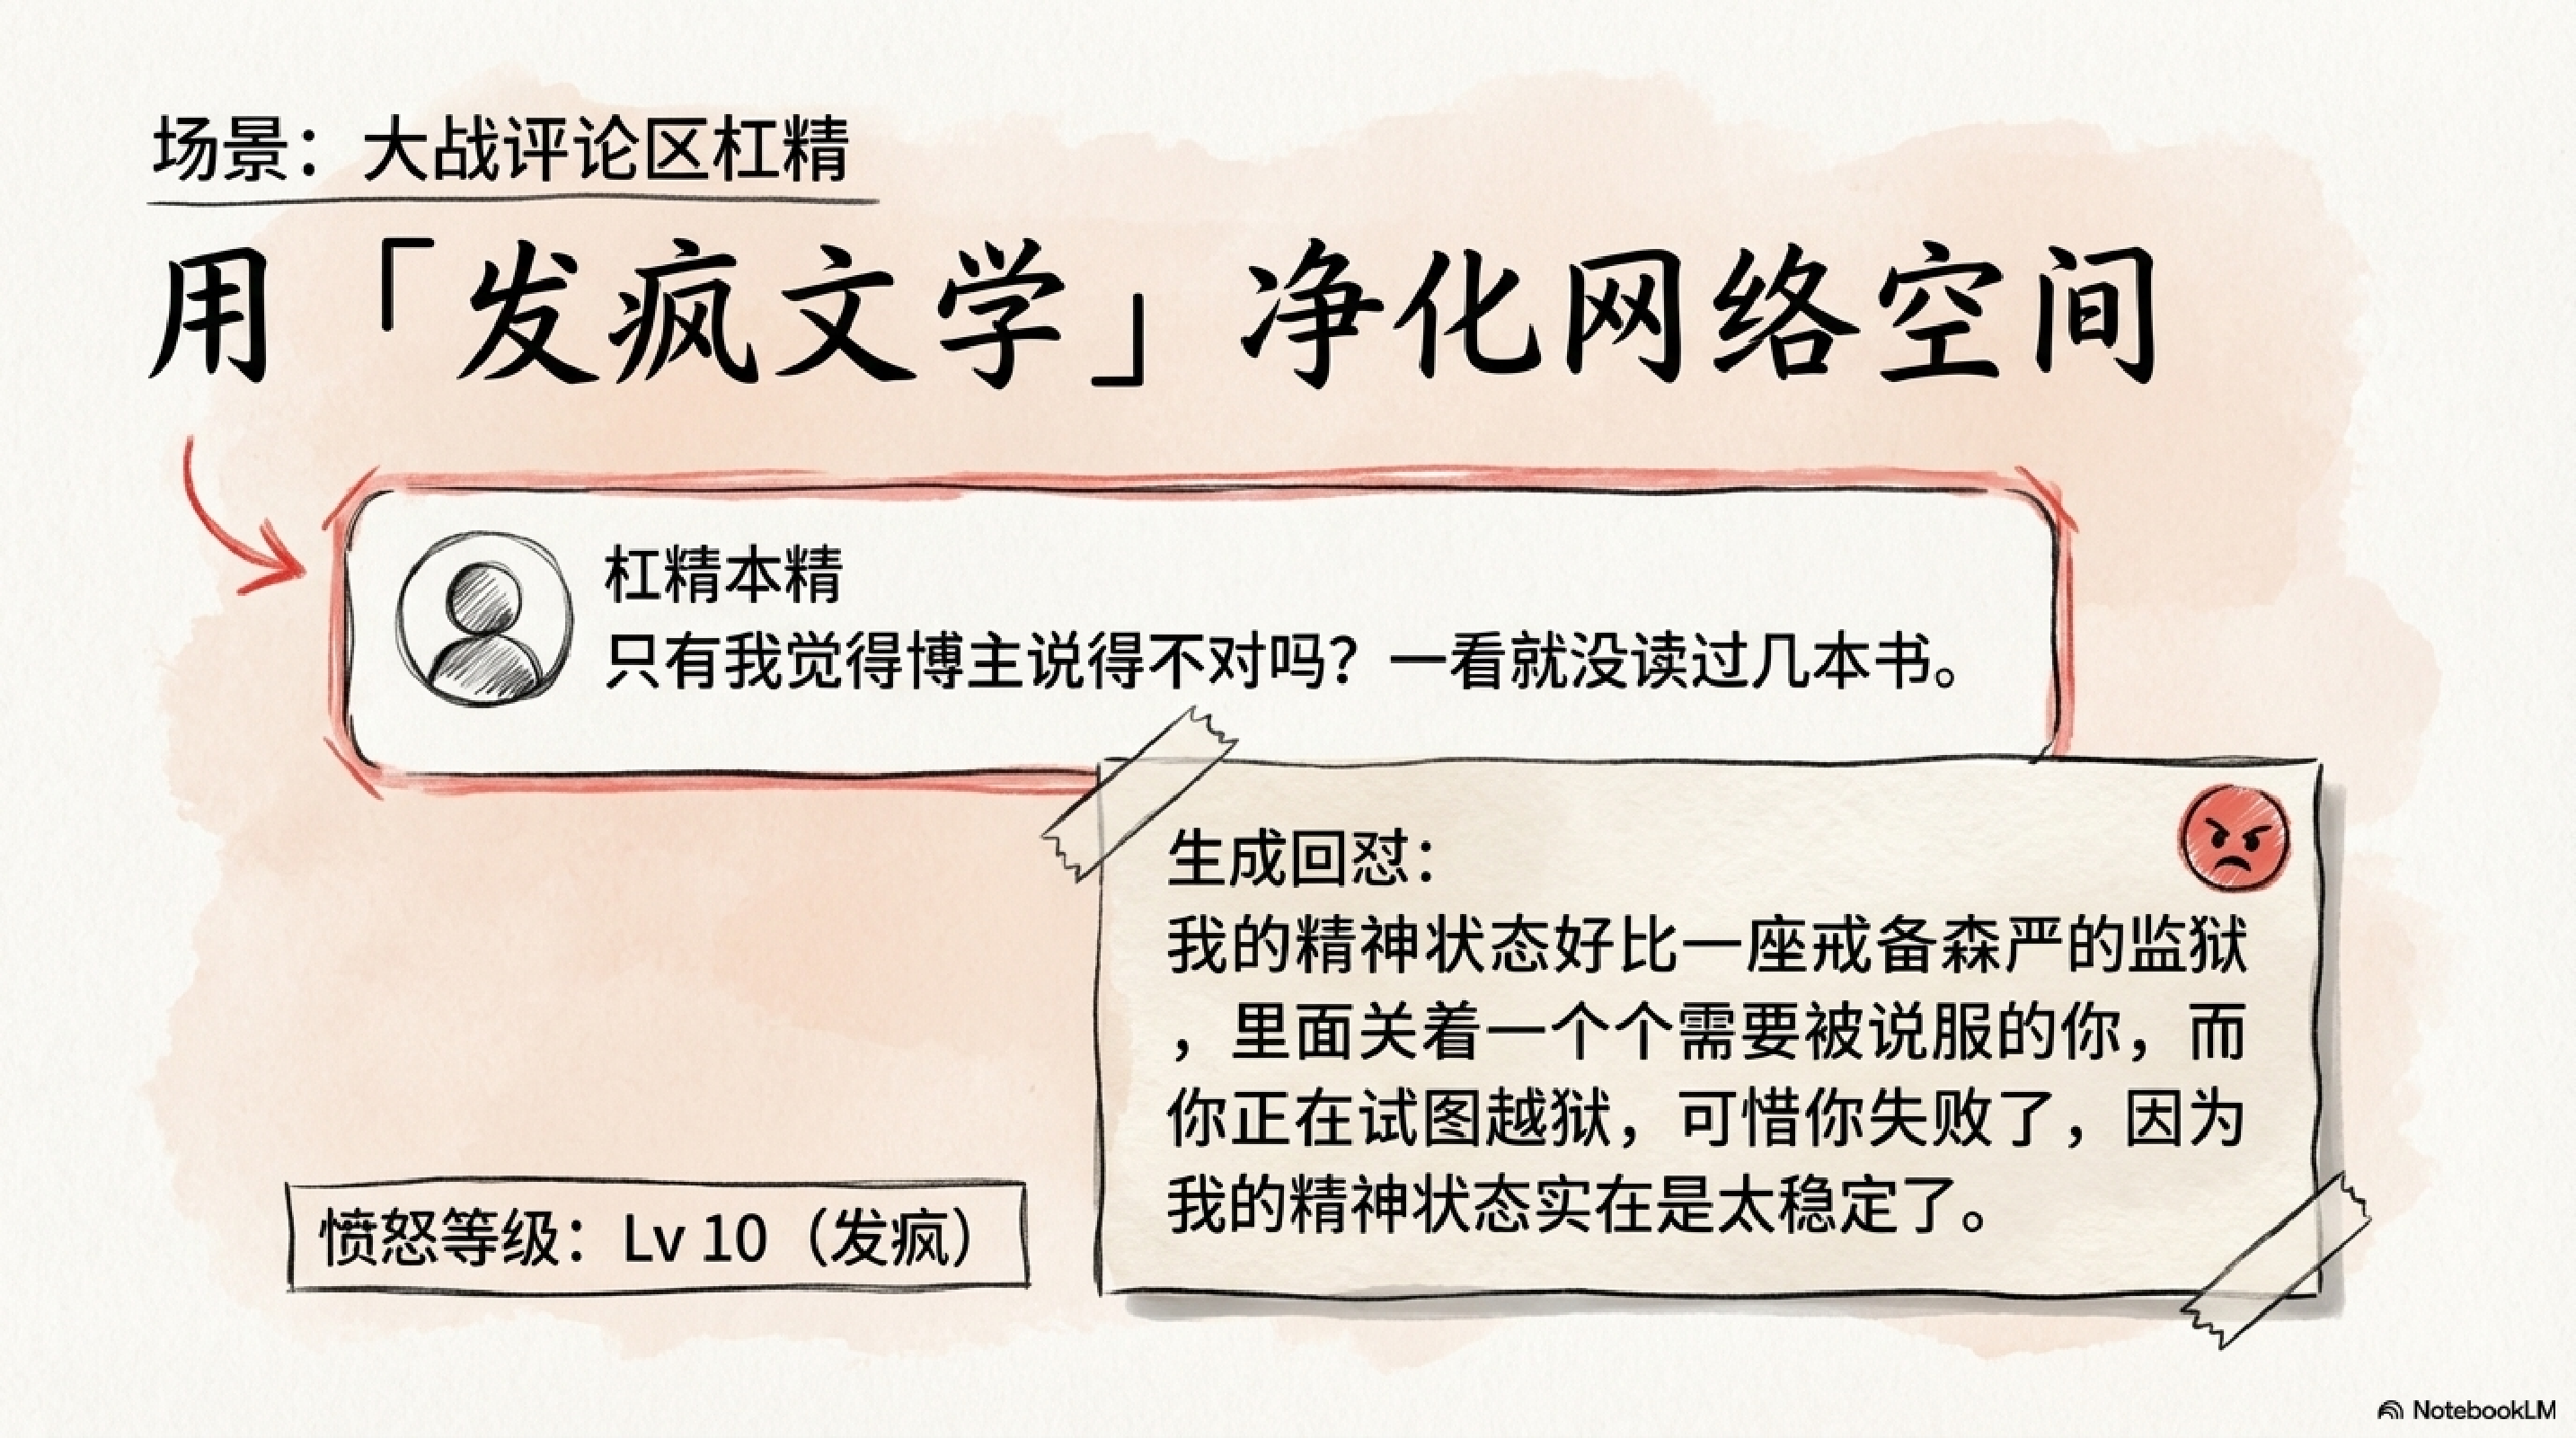 场景：大战评论区杠精
用「发疯文学」净化网络空间
杠精本精
只有我觉得博主说得不对吗？一看就没读过几本书。
生成回怼：
我的精神状态好比一座戒备森严的监狱
，里面关着一个个需要被说服的你，而
你正在试图越狱，可惜你失败了，因为
我的精神状态实在是太稳定了。
愤怒等级：Lv 10（发疯）
NotebookLM